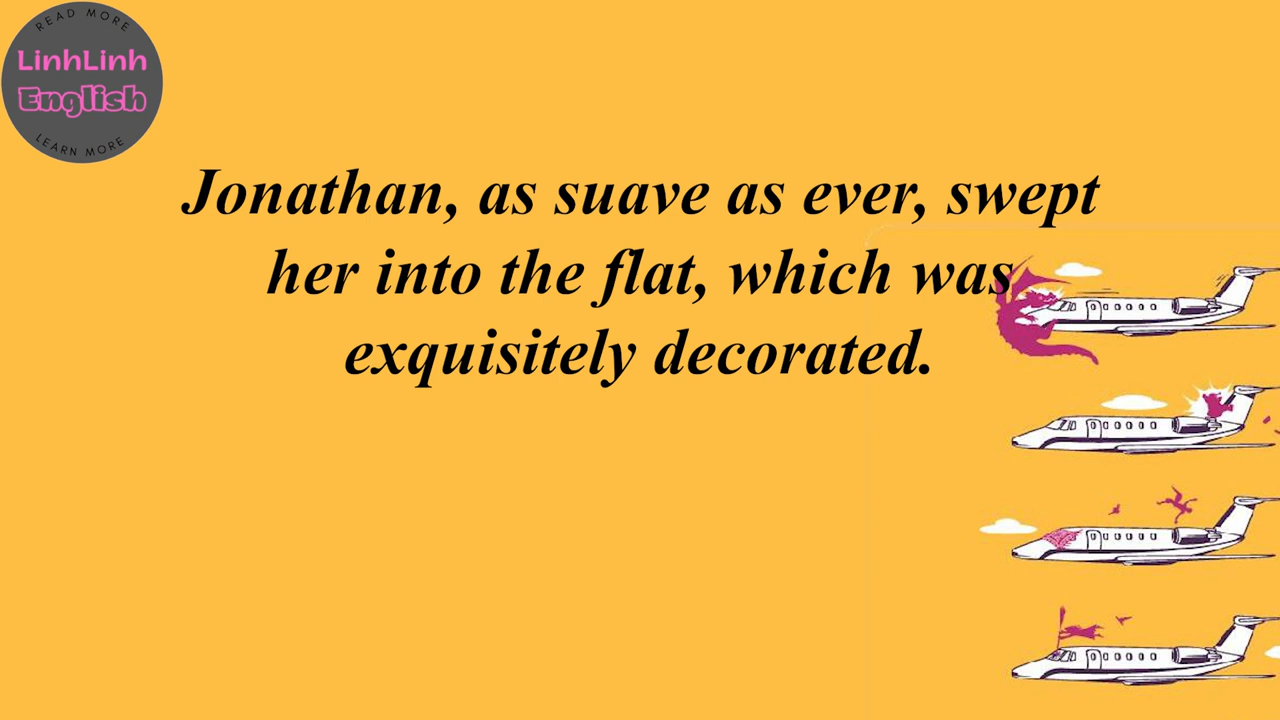 READ MORE
LinhLinh
English
LEARN MORE
Jonathan, as suave as ever, swept
her into the flat, which was
exquisitely decorated.